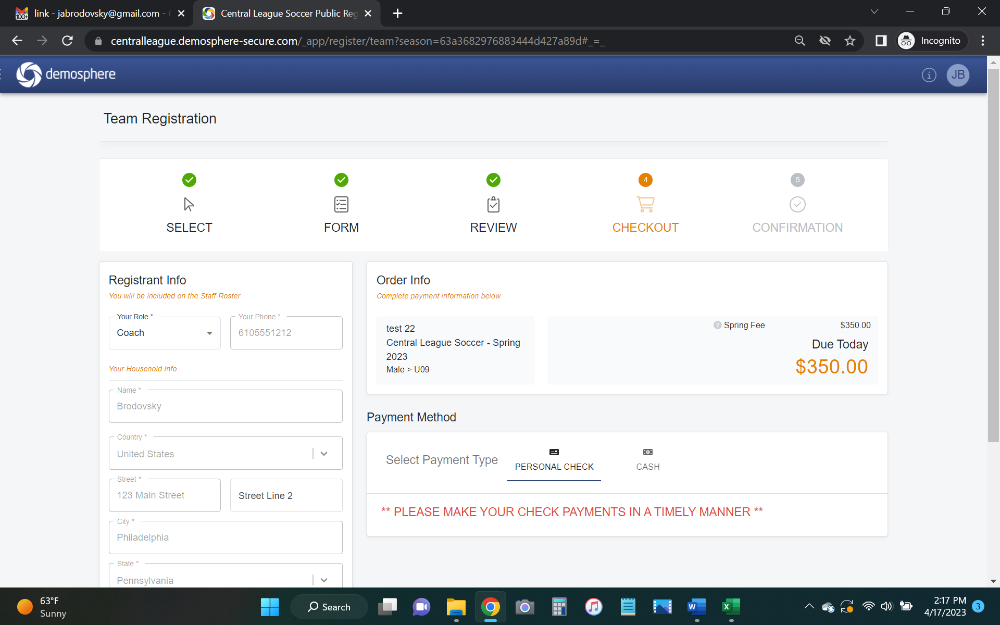 link - jabrodovsky@gmail.com -
Central League Soccer Public Reg
centralleague.demosphere-secure.com/_app/register/team?season=63a3682976883444d427a89d#_=_
Incognito
demosphere
JB
Team Registration
4
5
SELECT
FORM
REVIEW
CHECKOUT
CONFIRMATION
Registrant Info
You will be included on the Staff Roster
Your Role *
Coach
Your Phone *
6105551212
Your Household Info
Name *
Brodovsky
Country *
United States
Street *
123 Main Street
Street Line 2
City *
Philadelphia
State *
Pennsylvania
Order Info
Complete payment information below
test 22
Central League Soccer - Spring
2023
Male > U09
? Spring Fee
$350.00
Due Today
$350.00
Payment Method
Select Payment Type
PERSONAL CHECK
CASH
** PLEASE MAKE YOUR CHECK PAYMENTS IN A TIMELY MANNER **
63°F
Sunny
Search
2:17 PM
4/17/2023
3